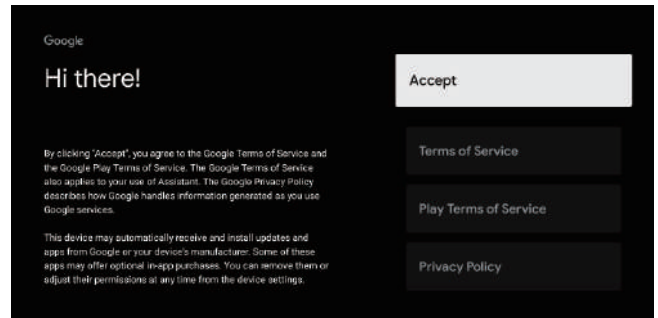 Google
Hi there!
By clicking "Accept", you agree to the Google Terms of Service and
the Google Play Terms of Service. The Google Terms of Service
also applies to your use of Assistant. The Google Privacy Policy
describes how Google handles information generated as you use
Google services.
This device may automatically receive and install updates and
apps from Google or your device's manufacturer. Some of these
apps may offer optional in-app purchases. You can remove them or
adjust their permissions at any time from the device settings.
Accept
Terms of Service
Play Terms of Service
Privacy Policy